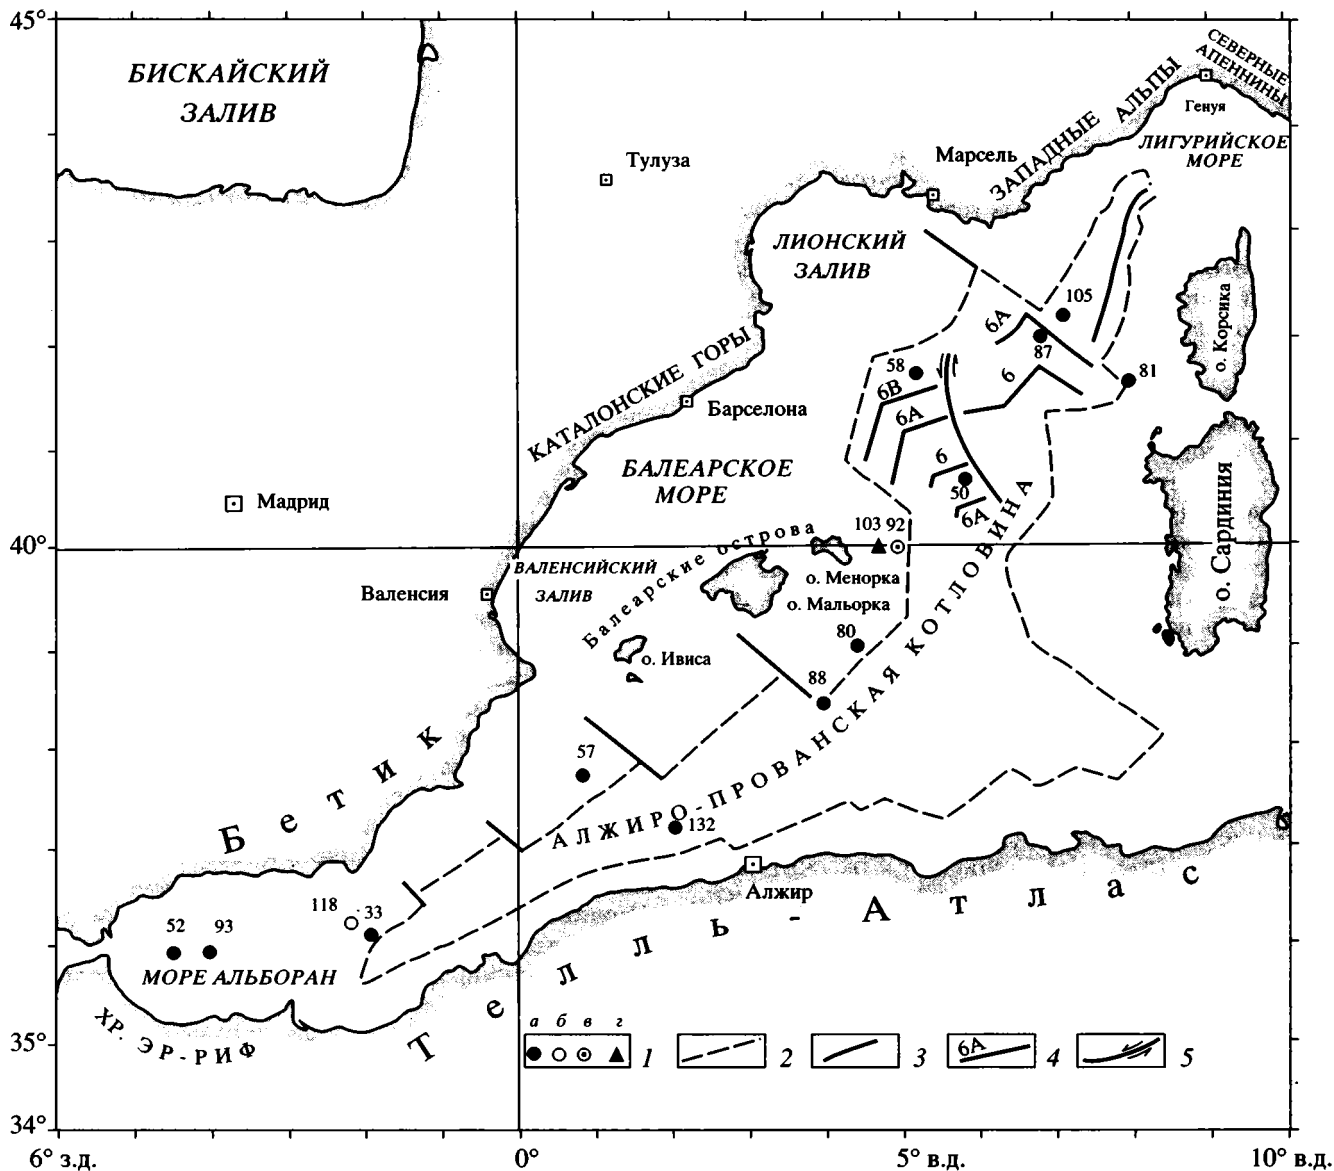 45°
БИСКАЙСКИЙ
ЗАЛИВ
СЕВЕРНЫЕ
АПЕННИНЫ
ЗАПАДНЫЕ АЛЬПЫ
Генуя
ЛИГУРИЙСКОЕ
МОРЕ
Тулуза
Марсель
ЛИОНСКИЙ
ЗАЛИВ
105
6А
87
6
81
о. Корсика
58
6В
6А
КАТАЛОНСКИЕ ГОРЫ
Барселона
БАЛЕАРСКОЕ
МОРЕ
6
50
6А
о. Сардиния
Мадрид
103 92
40°
ВАЛЕНСИЙСКИЙ
ЗАЛИВ
Балеарские острова
о. Менорка
о. Мальорка
Валенсия
о. Ивиса
80
88
57
АЛЖИРО-ПРОВАНСКАЯ КОТЛОВИНА
132
Бетик
Алжир
118
33
52
93
МОРЕ АЛЬБОРАН
Телль-Атлас
ХР. ЭР-РИФ
а б в г
1
2
3
6А
4
5
35°
34°
6° з.д.
0°
5° в.д.
10° в.д.